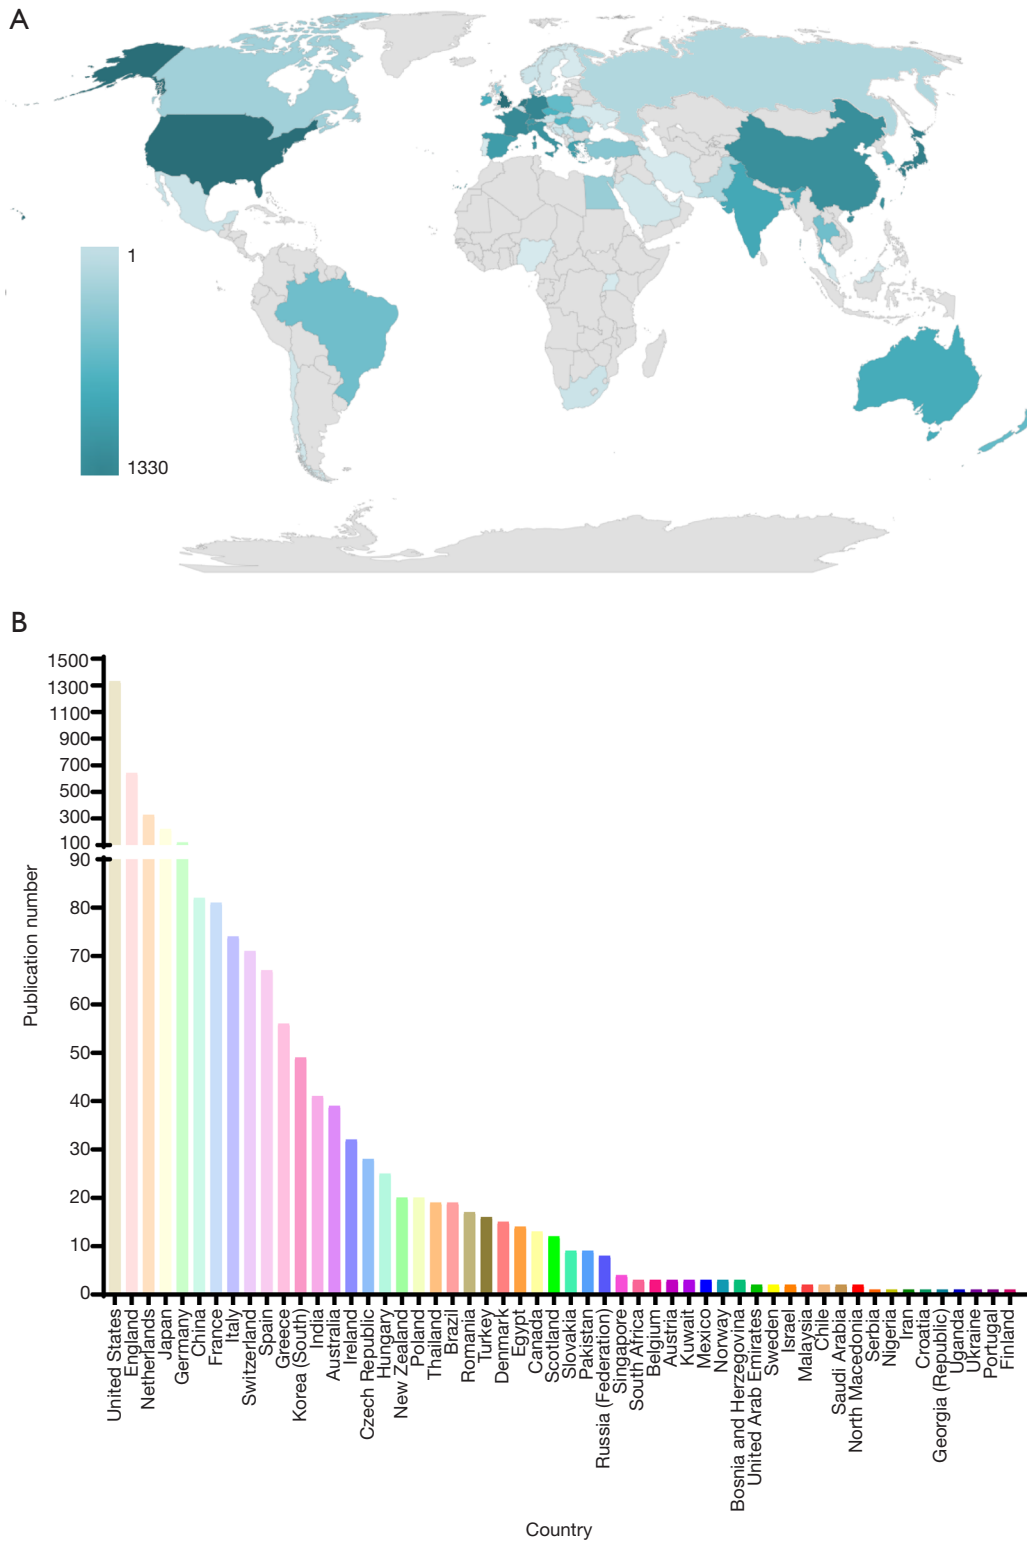 A
1
1330
B
1500
1300
1100
900
700
500
300
100
90
80
70
60
50
40
30
20
10
0
Publication number
United States
England
Netherlands
Japan
Germany
China
France
Italy
Switzerland
Spain
Greece
Korea (South)
India
Australia
Ireland
Czech Republic
Hungary
New Zealand
Poland
Thailand
Brazil
Romania
Turkey
Denmark
Egypt
Canada
Scotland
Slovakia
Pakistan
Russia (Federation)
Singapore
South Africa
Belgium
Austria
Kuwait
Mexico
Norway
Bosnia and Herzegovina
United Arab Emirates
Sweden
Israel
Malaysia
Chile
Saudi Arabia
North Macedonia
Serbia
Nigeria
Iran
Croatia
Georgia (Republic)
Uganda
Ukraine
Portugal
Finland
Country